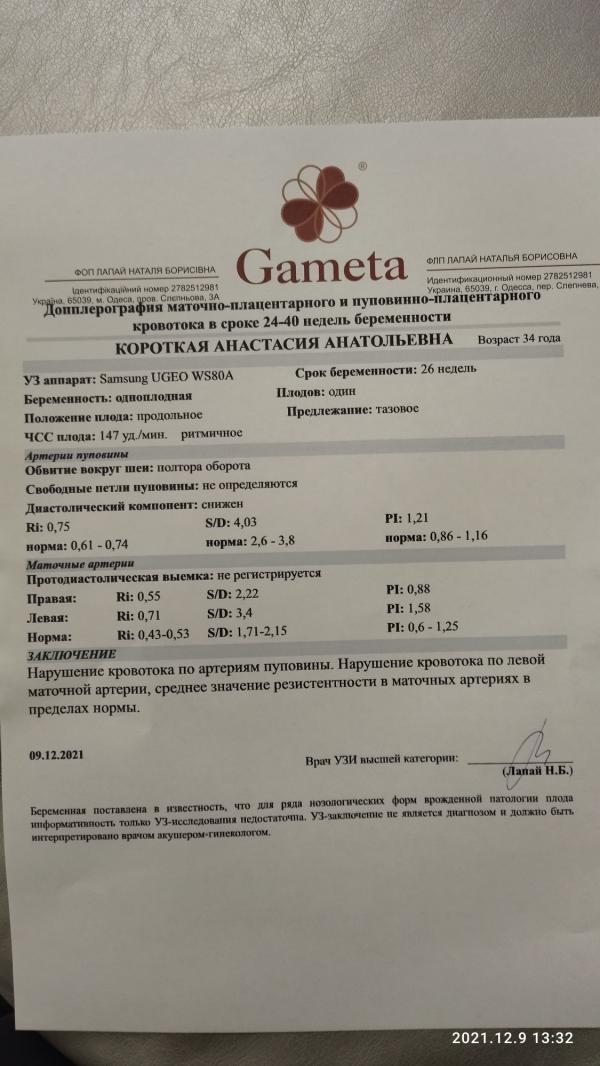 ®
Gameta
ФОП ЛАПАЙ НАТАЛЯ БОРИСІВНА
Ідентифікаційний номер 2782512981
Україна, 65039, м. Одеса, пров. Слепньова, 3А
ФЛП ЛАПАЙ НАТАЛЬЯ БОРИСОВНА
Идентификационный номер 2782512981
Украина, 65039, г. Одесса, пер. Слепнева,
Допплерография маточно-плацентарного и пуповинно-плацентарного
кровотока в сроке 24-40 недель беременности
КОРОТКАЯ АНАСТАСИЯ АНАТОЛЬЕВНА Возраст 34 года
УЗ аппарат: Samsung UGEO WS80A Срок беременности: 26 недель
Беременность: одноплодная Плодов: один
Положение плода: продольное Предлежание: тазовое
ЧСС плода: 147 уд./мин. ритмичное
Артерии пуповины
Обвитие вокруг шеи: полтора оборота
Свободные петли пуповины: не определяются
Диастолический компонент: снижен
Ri: 0,75 S/D: 4,03 PI: 1,21
норма: 0,61 - 0,74 норма: 2,6 - 3,8 норма: 0,86 - 1,16
Маточные артерии
Протодиастолическая выемка: не регистрируется
Правая: Ri: 0,55 S/D: 2,22 PI: 0,88
Левая: Ri: 0,71 S/D: 3,4 PI: 1,58
Норма: Ri: 0,43-0,53 S/D: 1,71-2,15 PI: 0,6 - 1,25
ЗАКЛЮЧЕНИЕ
Нарушение кровотока по артериям пуповины. Нарушение кровотока по левой
маточной артерии, среднее значение резистентности в маточных артериях в
пределах нормы.
09.12.2021
Врач УЗИ высшей категории:
(Лапай Н.Б.)
Беременная поставлена в известность, что для ряда нозологических форм врожденной патологии плода
информативность только УЗ-исследования недостаточна. УЗ-заключение не является диагнозом и должно быть
интерпретировано врачом акушером-гинекологом.
2021.12.9 13:32